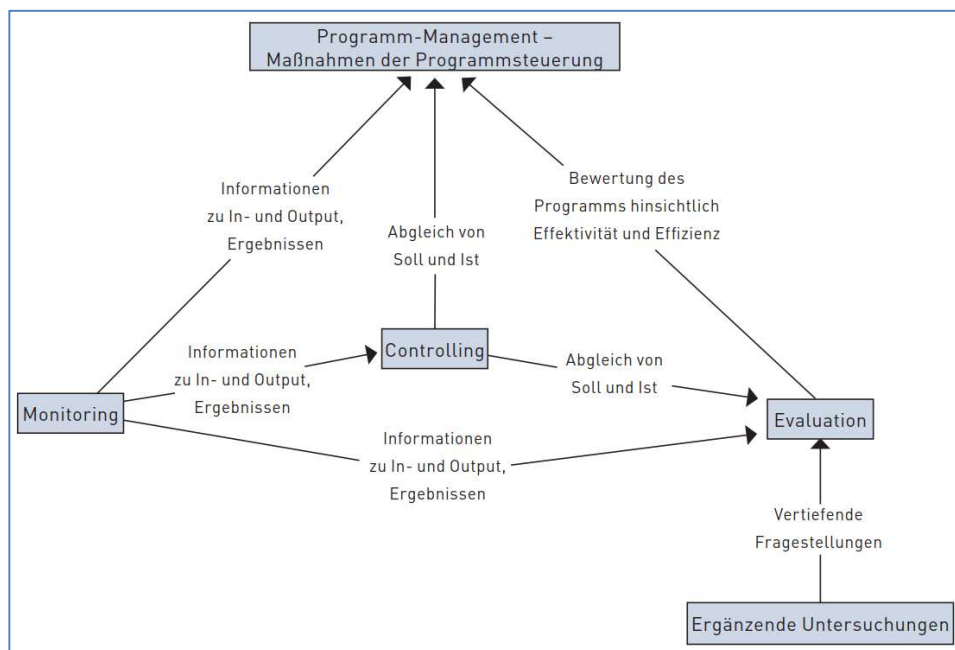 Programm-Management –
Maßnahmen der Programmsteuerung
Informationen
zu In- und Output,
Ergebnissen
Abgleich von
Soll und Ist
Bewertung des
Programms hinsichtlich
Effektivität und Effizienz
Informationen
zu In- und Output,
Ergebnissen
Controlling
Abgleich von
Soll und Ist
Monitoring
Evaluation
Informationen
zu In- und Output,
Ergebnissen
Vertiefende
Fragestellungen
Ergänzende Untersuchungen